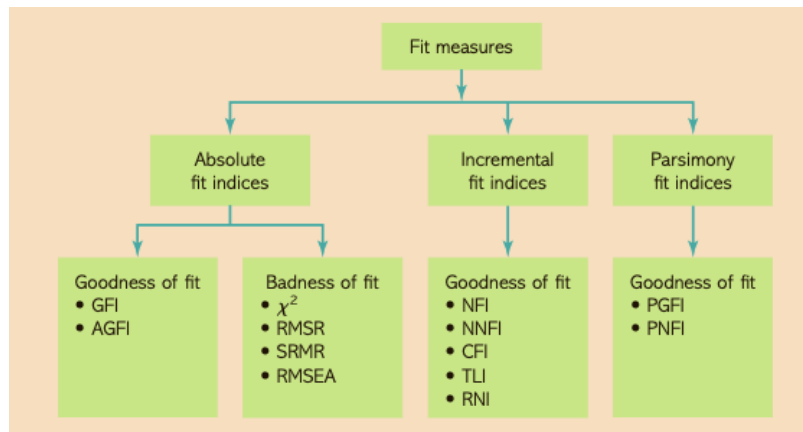 Fit measures
Absolute
fit indices
Incremental
fit indices
Parsimony
fit indices
Goodness of fit
• GFI
• AGFI
Badness of fit
• χ²
• RMSR
• SRMR
• RMSEA
Goodness of fit
• NFI
• NNFI
• CFI
• TLI
• RNI
Goodness of fit
• PGFI
• PNFI